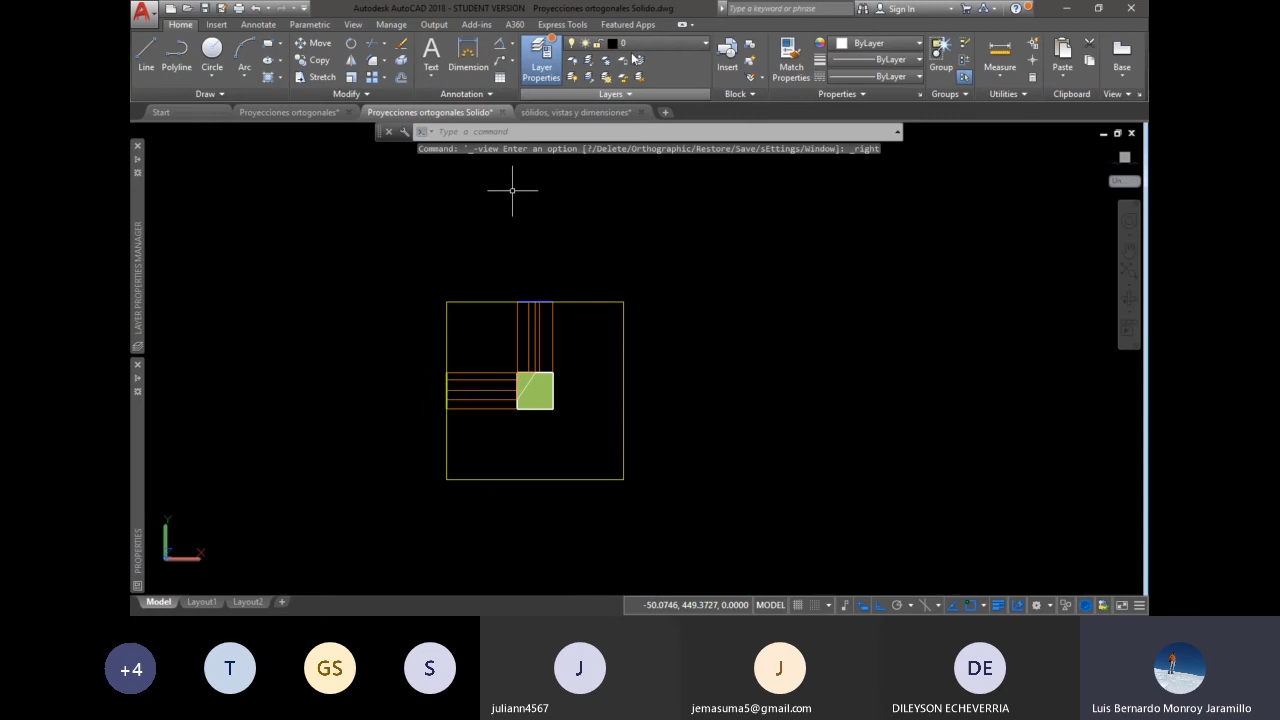 Autodesk AutoCAD 2018 - STUDENT VERSION Proyecciones ortogonales Solido.dwg
Type a keyword or phrase
Sign In
Home Insert Annotate Parametric View Manage Output Add-ins A360 Express Tools Featured Apps
Line Polyline Circle Arc
Move
Copy
Stretch
Text Dimension
Layer
Properties
0
Insert
Match
Properties
ByLayer
ByLayer
ByLayer
Group
Measure
Paste
Base
Draw Modify Annotation Layers Block Properties Groups Utilities Clipboard View
Start Proyecciones ortogonales* Proyecciones ortogonales Solido* sólidos, vistas y dimensiones*
Type a command
Command: '_-view Enter an option [?/Delete/Orthographic/Restore/Save/sEttings/Window]: _right
Un
LAYER PROPERTIES MANAGER
PROPERTIES
Y
Z
X
Model Layout1 Layout2 +
-50.0746, 449.3727, 0.0000 MODEL
+4 T GS S J J DE
juliann4567 jemasuma5@gmail.com DILEYSON ECHEVERRIA Luis Bernardo Monroy Jaramillo